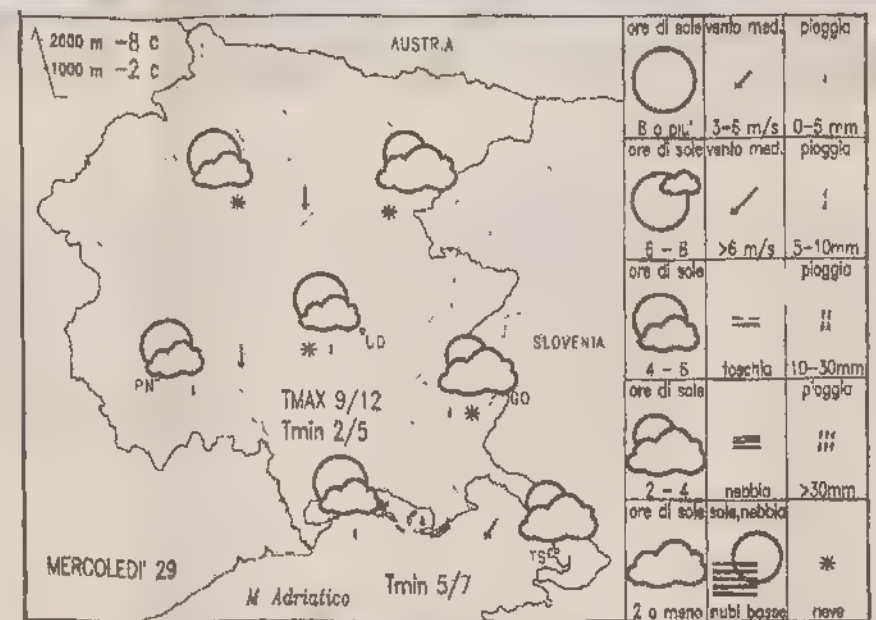 2000 m -8 c
1000 m -2 c
AUSTRIA
SLOVENIA
UD
PN
GO
TMAX 9/12
Tmin 2/5
TS
MERCOLEDI' 29
M Adriatico
Tmin 5/7
ore di sole vento med. pioggia
8 o piu' 3-6 m/s 0-5 mm
ore di sole vento med. pioggia
6 - 8 >6 m/s 5-10mm
ore di sole pioggia
4 - 6 foschia 10-30mm
ore di sole pioggia
2 - 4 nebbia >30mm
ore di sole sole,nebbia
2 o meno nubi basse neve